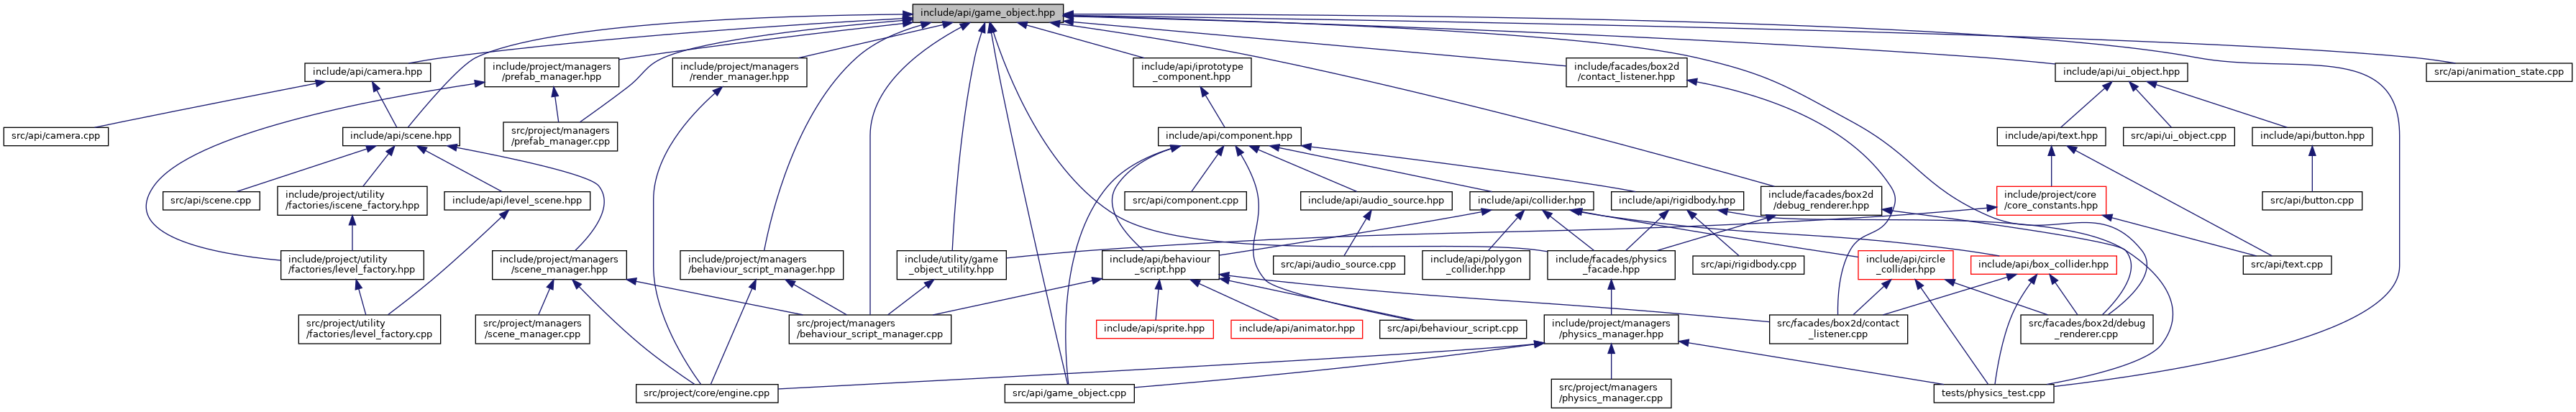 include/api/game_object.hpp
include/api/camera.hpp
include/project/managers
/prefab_manager.hpp
include/project/managers
/render_manager.hpp
include/api/iprototype
_component.hpp
include/facades/box2d
/contact_listener.hpp
include/api/ui_object.hpp
src/api/animation_state.cpp
src/api/camera.cpp
include/api/scene.hpp
src/project/managers
/prefab_manager.cpp
include/api/component.hpp
include/api/text.hpp
src/api/ui_object.cpp
include/api/button.hpp
src/api/scene.cpp
include/project/utility
/factories/iscene_factory.hpp
include/api/level_scene.hpp
src/api/component.cpp
include/api/audio_source.hpp
include/api/collider.hpp
include/api/rigidbody.hpp
include/facades/box2d
/debug_renderer.hpp
include/project/core
/core_constants.hpp
src/api/button.cpp
include/project/utility
/factories/level_factory.hpp
include/project/managers
/scene_manager.hpp
include/project/managers
/behaviour_script_manager.hpp
include/utility/game
_object_utility.hpp
include/api/behaviour
_script.hpp
src/api/audio_source.cpp
include/api/polygon
_collider.hpp
include/facades/physics
_facade.hpp
src/api/rigidbody.cpp
include/api/circle
_collider.hpp
include/api/box_collider.hpp
src/api/text.cpp
src/project/utility
/factories/level_factory.cpp
src/project/managers
/scene_manager.cpp
src/project/managers
/behaviour_script_manager.cpp
include/api/sprite.hpp
include/api/animator.hpp
src/api/behaviour_script.cpp
include/project/managers
/physics_manager.hpp
src/facades/box2d/contact
_listener.cpp
src/facades/box2d/debug
_renderer.cpp
src/project/core/engine.cpp
src/api/game_object.cpp
src/project/managers
/physics_manager.cpp
tests/physics_test.cpp